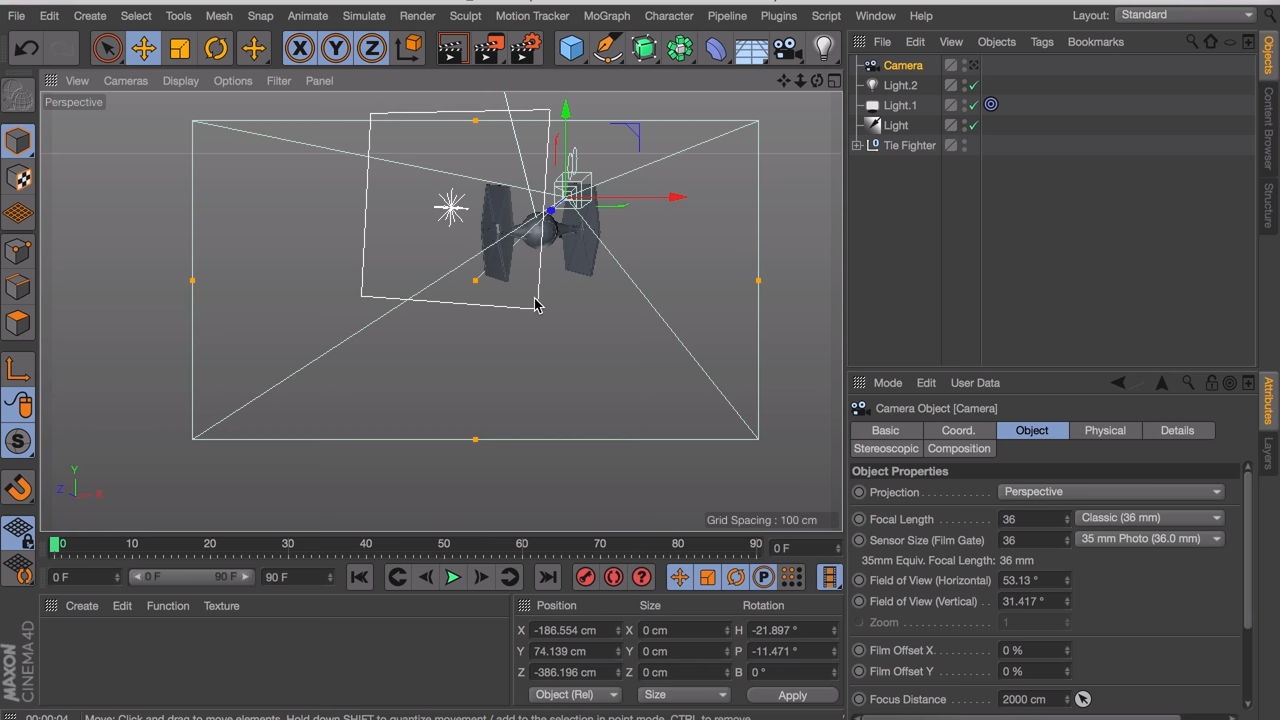 File Edit Create Select Tools Mesh Snap Animate Simulate Render Sculpt Motion Tracker MoGraph Character Pipeline Plugins Script Window Help Layout: Standard
X Y Z
View Cameras Display Options Filter Panel
Perspective
Y
Z X
Grid Spacing : 100 cm
0 10 20 30 40 50 60 70 80 90 0 F
0 F 0 F 90 F 90 F
Create Edit Function Texture
Position Size Rotation
X -186.554 cm X 0 cm H -21.897 °
Y 74.139 cm Y 0 cm P -11.471 °
Z -386.196 cm Z 0 cm B 0 °
Object (Rel) Size Apply
MAXON
CINEMA 4D
00:00:04 Move: Click and drag to move elements. Hold down SHIFT to quantize movement / add to the selection in point mode, CTRL to remove.
File Edit View Objects Tags Bookmarks
Camera
Light.2
Light.1
Light
Tie Fighter
Objects
Content Browser
Structure
Mode Edit User Data
Camera Object [Camera]
Basic Coord. Object Physical Details
Stereoscopic Composition
Object Properties
Projection Perspective
Focal Length 36 Classic (36 mm)
Sensor Size (Film Gate) 36 35 mm Photo (36.0 mm)
35mm Equiv. Focal Length: 36 mm
Field of View (Horizontal) 53.13 °
Field of View (Vertical) 31.417 °
Zoom 1
Film Offset X 0 %
Film Offset Y 0 %
Focus Distance 2000 cm
Attributes
Layers